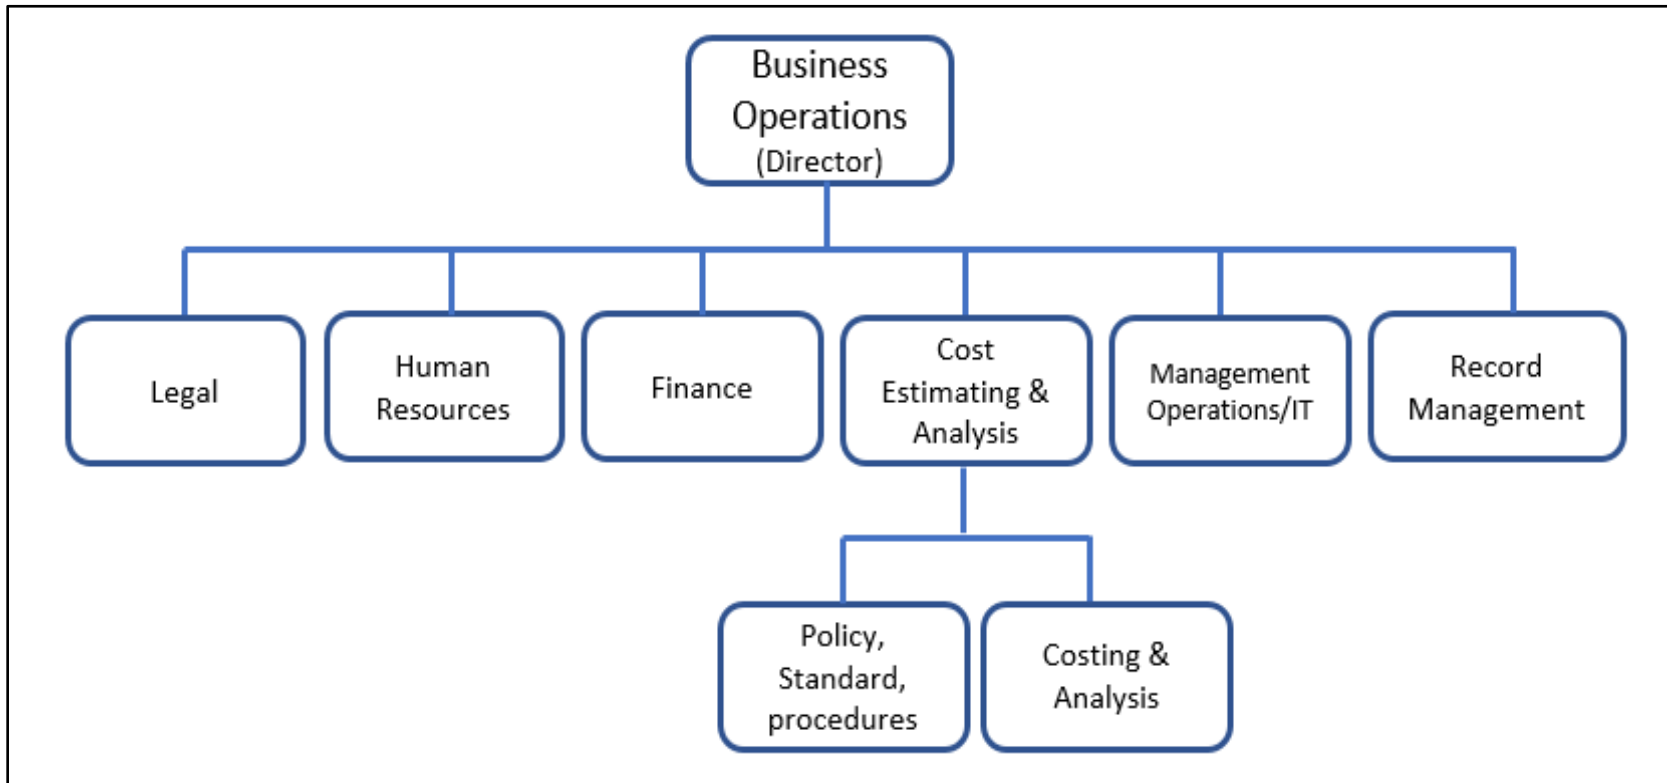 Business
Operations
(Director)
Legal
Human
Resources
Finance
Cost
Estimating &
Analysis
Management
Operations/IT
Record
Management
Policy,
Standard,
procedures
Costing &
Analysis